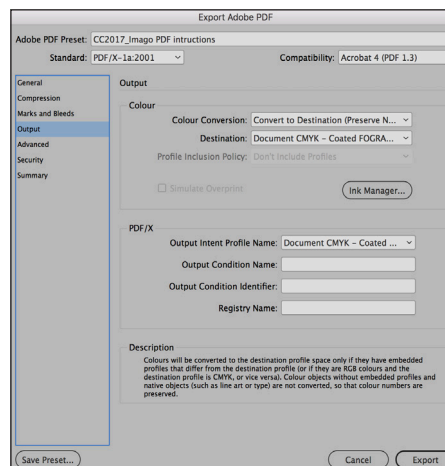 Export Adobe PDF
Adobe PDF Preset: CC2017_Imago PDF intructions
Standard: PDF/X-1a:2001 Compatibility: Acrobat 4 (PDF 1.3)
General
Compression
Marks and Bleeds
Output
Advanced
Security
Summary
Output
Colour
Colour Conversion: Convert to Destination (Preserve N...
Destination: Document CMYK - Coated FOGRA...
Profile Inclusion Policy: Don't Include Profiles
Simulate Overprint
Ink Manager...
PDF/X
Output Intent Profile Name: Document CMYK - Coated ...
Output Condition Name:
Output Condition Identifier:
Registry Name:
Description
Colours will be converted to the destination profile space only if they have embedded
profiles that differ from the destination profile (or if they are RGB colours and the
destination profile is CMYK, or vice versa). Colour objects without embedded profiles and
native objects (such as line art or type) are not converted, so that colour numbers are
preserved.
Save Preset... Cancel Export